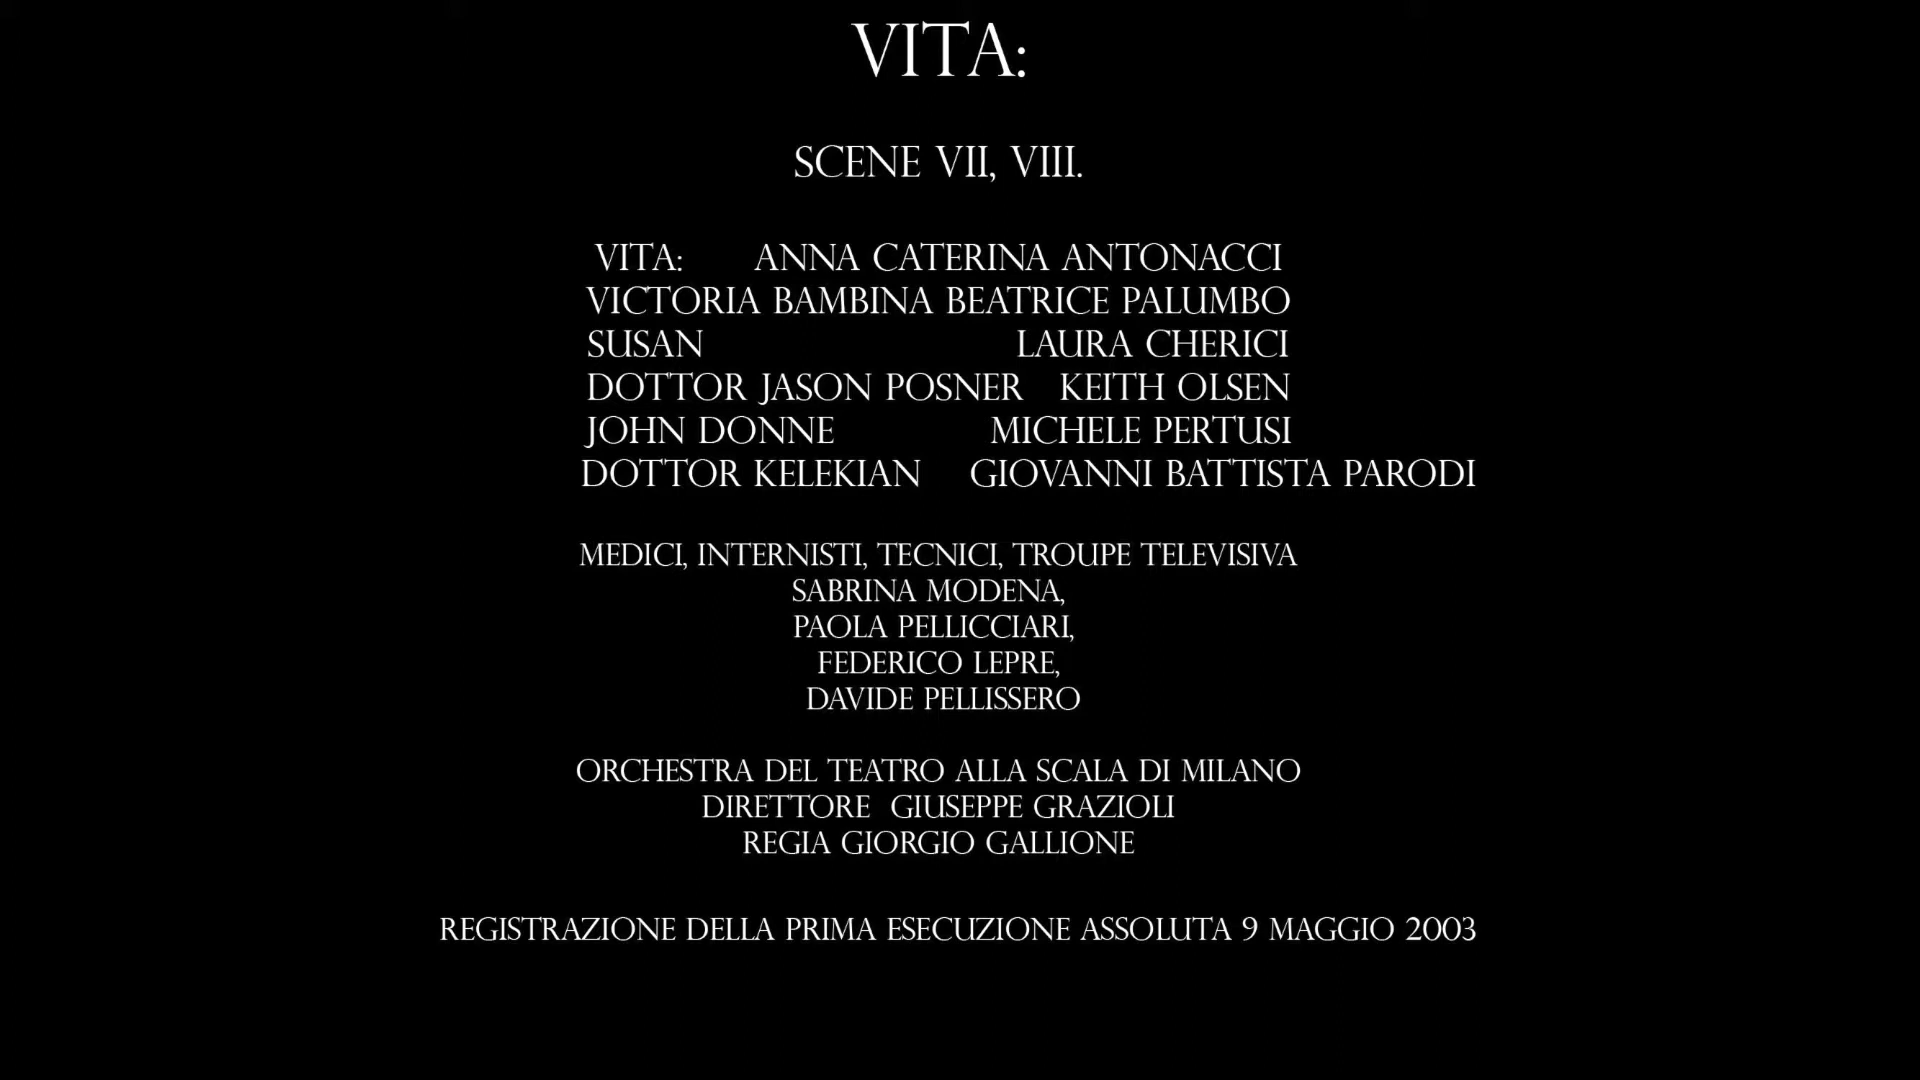 VITA:
SCENE VII, VIII.
VITA: ANNA CATERINA ANTONACCI
VICTORIA BAMBINA BEATRICE PALUMBO
SUSAN LAURA CHERICI
DOTTOR JASON POSNER KEITH OLSEN
JOHN DONNE MICHELE PERTUSI
DOTTOR KELEKIAN GIOVANNI BATTISTA PARODI
MEDICI, INTERNISTI, TECNICI, TROUPE TELEVISIVA
SABRINA MODENA,
PAOLA PELLICCIARI,
FEDERICO LEPRE,
DAVIDE PELLISSERO
ORCHESTRA DEL TEATRO ALLA SCALA DI MILANO
DIRETTORE GIUSEPPE GRAZIOLI
REGIA GIORGIO GALLIONE
REGISTRAZIONE DELLA PRIMA ESECUZIONE ASSOLUTA 9 MAGGIO 2003